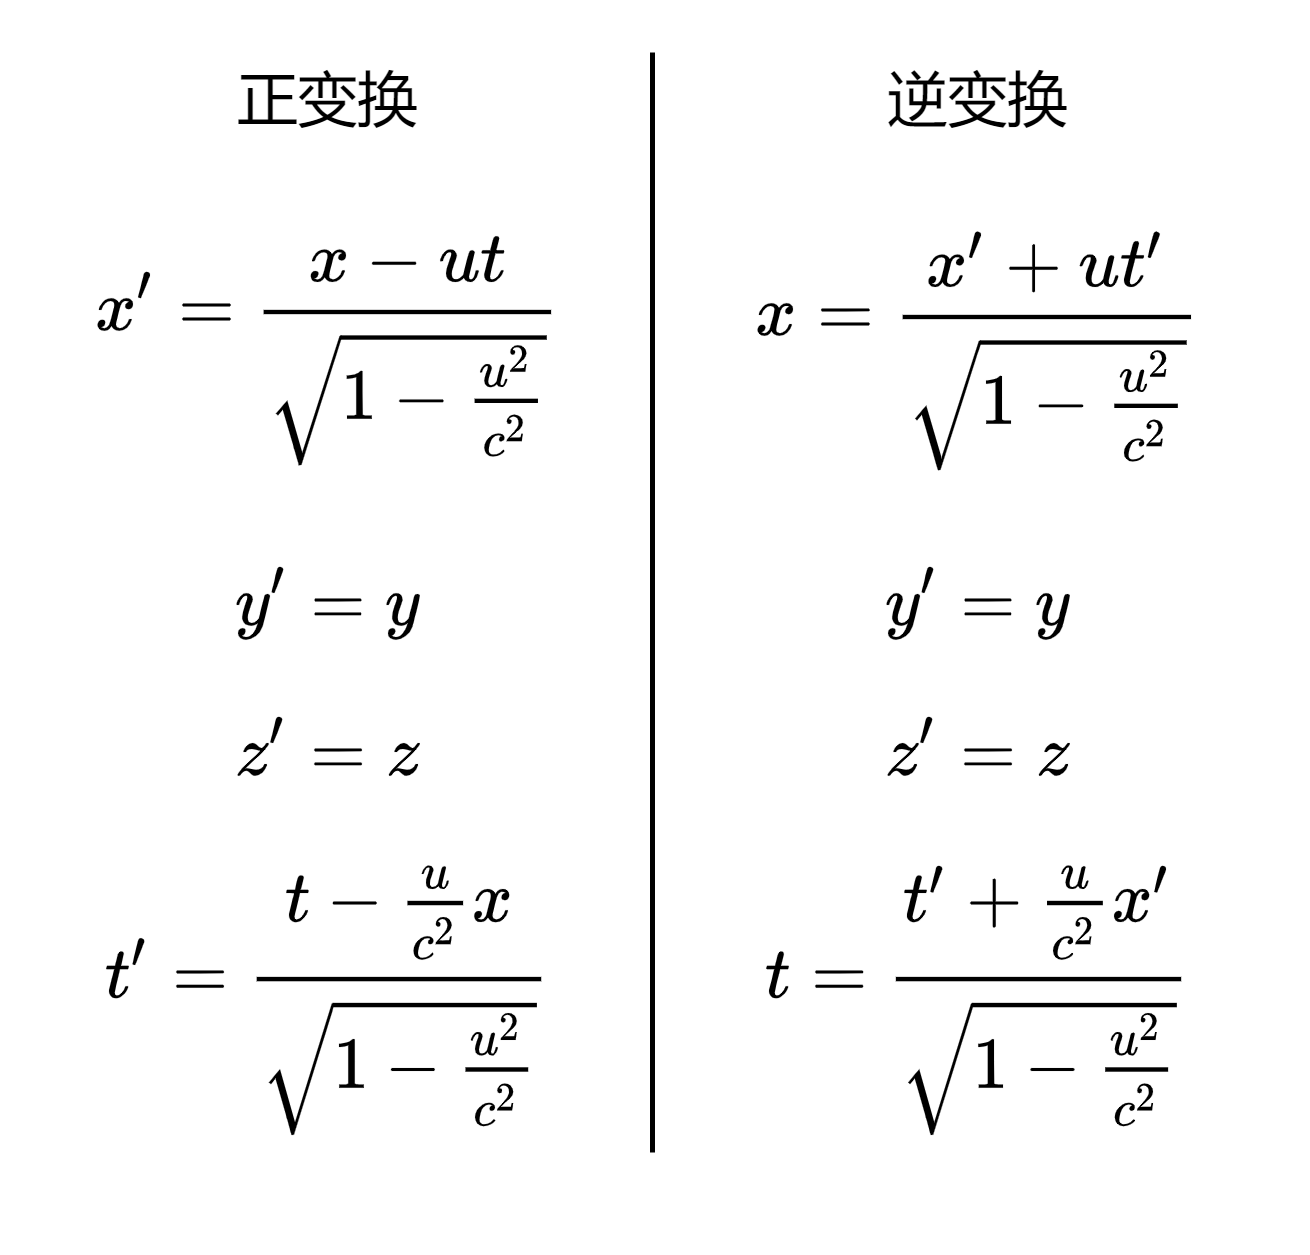 正变换
x′ = (x − ut) / √(1 − u²/c²)
y′ = y
z′ = z
t′ = (t − (u/c²)x) / √(1 − u²/c²)
逆变换
x = (x′ + ut′) / √(1 − u²/c²)
y′ = y
z′ = z
t = (t′ + (u/c²)x′) / √(1 − u²/c²)